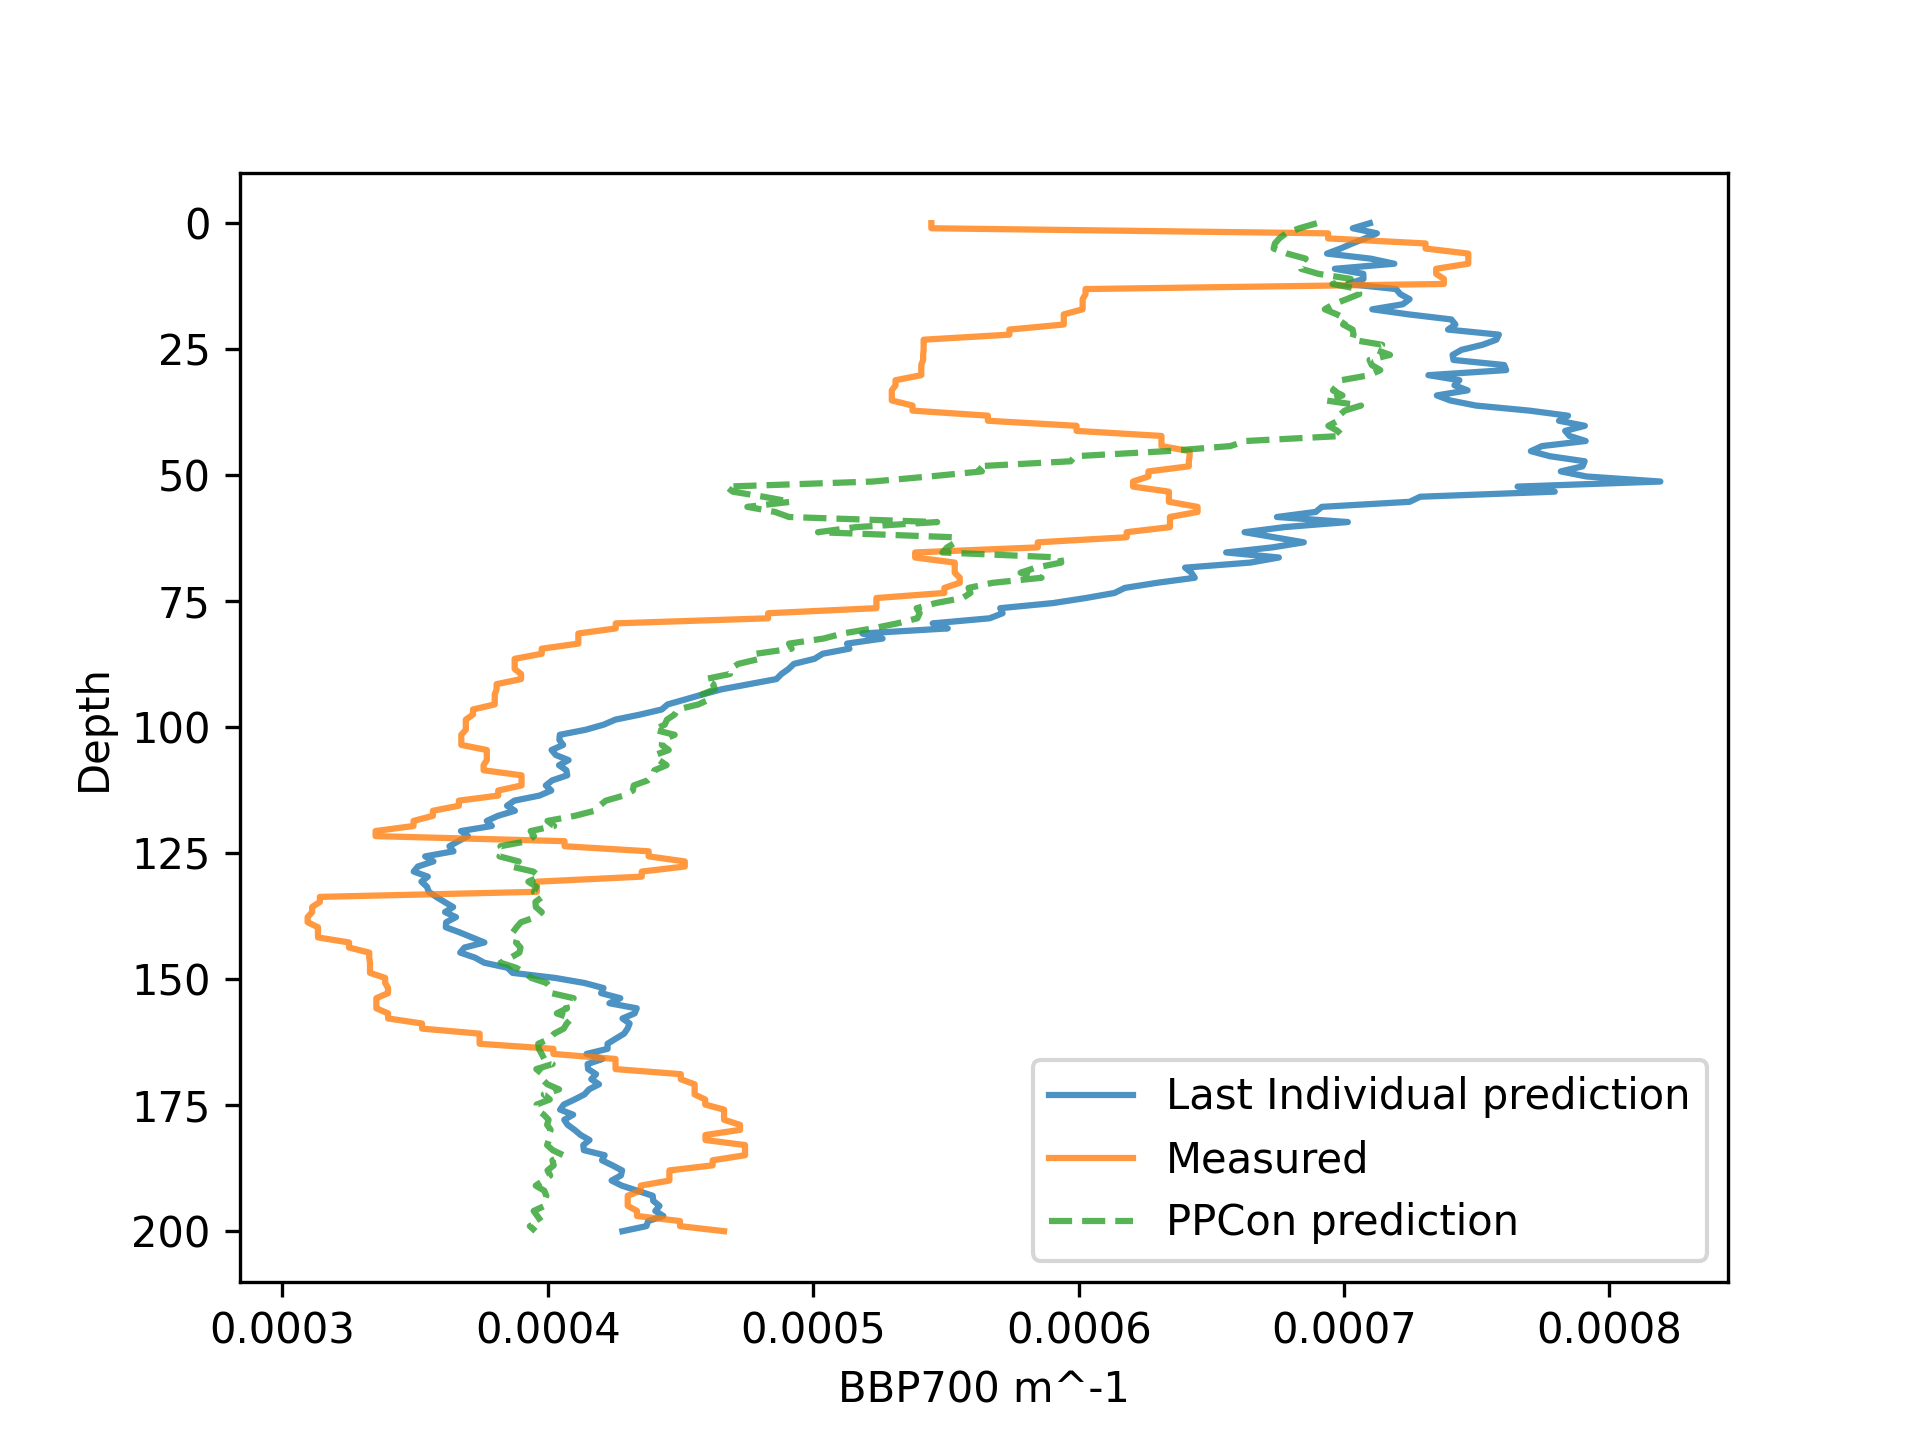 0
25
50
75
100
125
150
175
200
Depth
0.0003 0.0004 0.0005 0.0006 0.0007 0.0008
BBP700 m^-1
Last Individual prediction
Measured
PPCon prediction